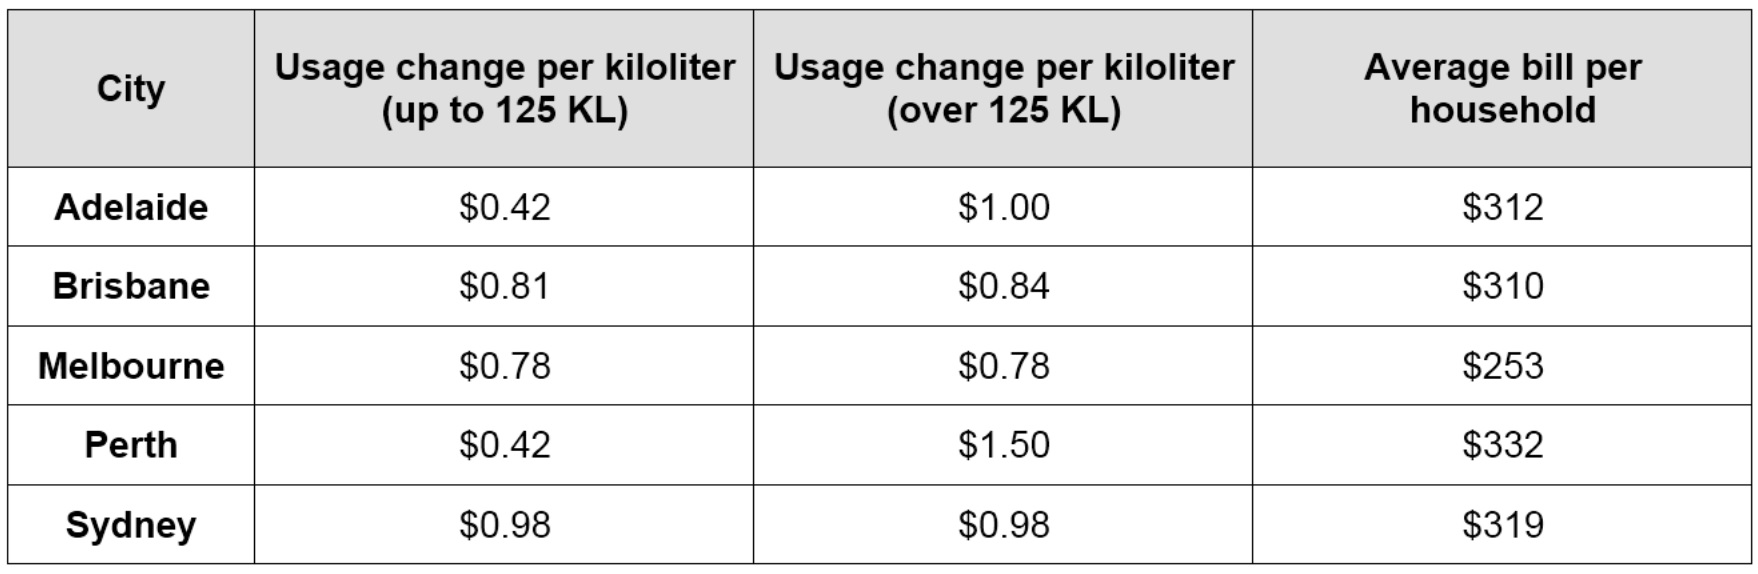 City
Usage change per kiloliter
(up to 125 KL)
Usage change per kiloliter
(over 125 KL)
Average bill per
household
Adelaide $0.42 $1.00 $312
Brisbane $0.81 $0.84 $310
Melbourne $0.78 $0.78 $253
Perth $0.42 $1.50 $332
Sydney $0.98 $0.98 $319